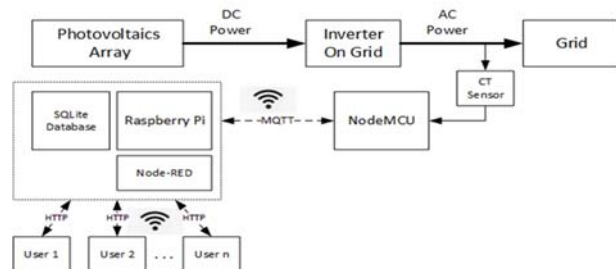 Photovoltaics
Array
DC
Power
Inverter
On Grid
AC
Power
Grid
CT
Sensor
SQLite
Database
Raspberry Pi
MQTT
NodeMCU
Node-RED
HTTP
HTTP
HTTP
User 1
User 2
...
User n